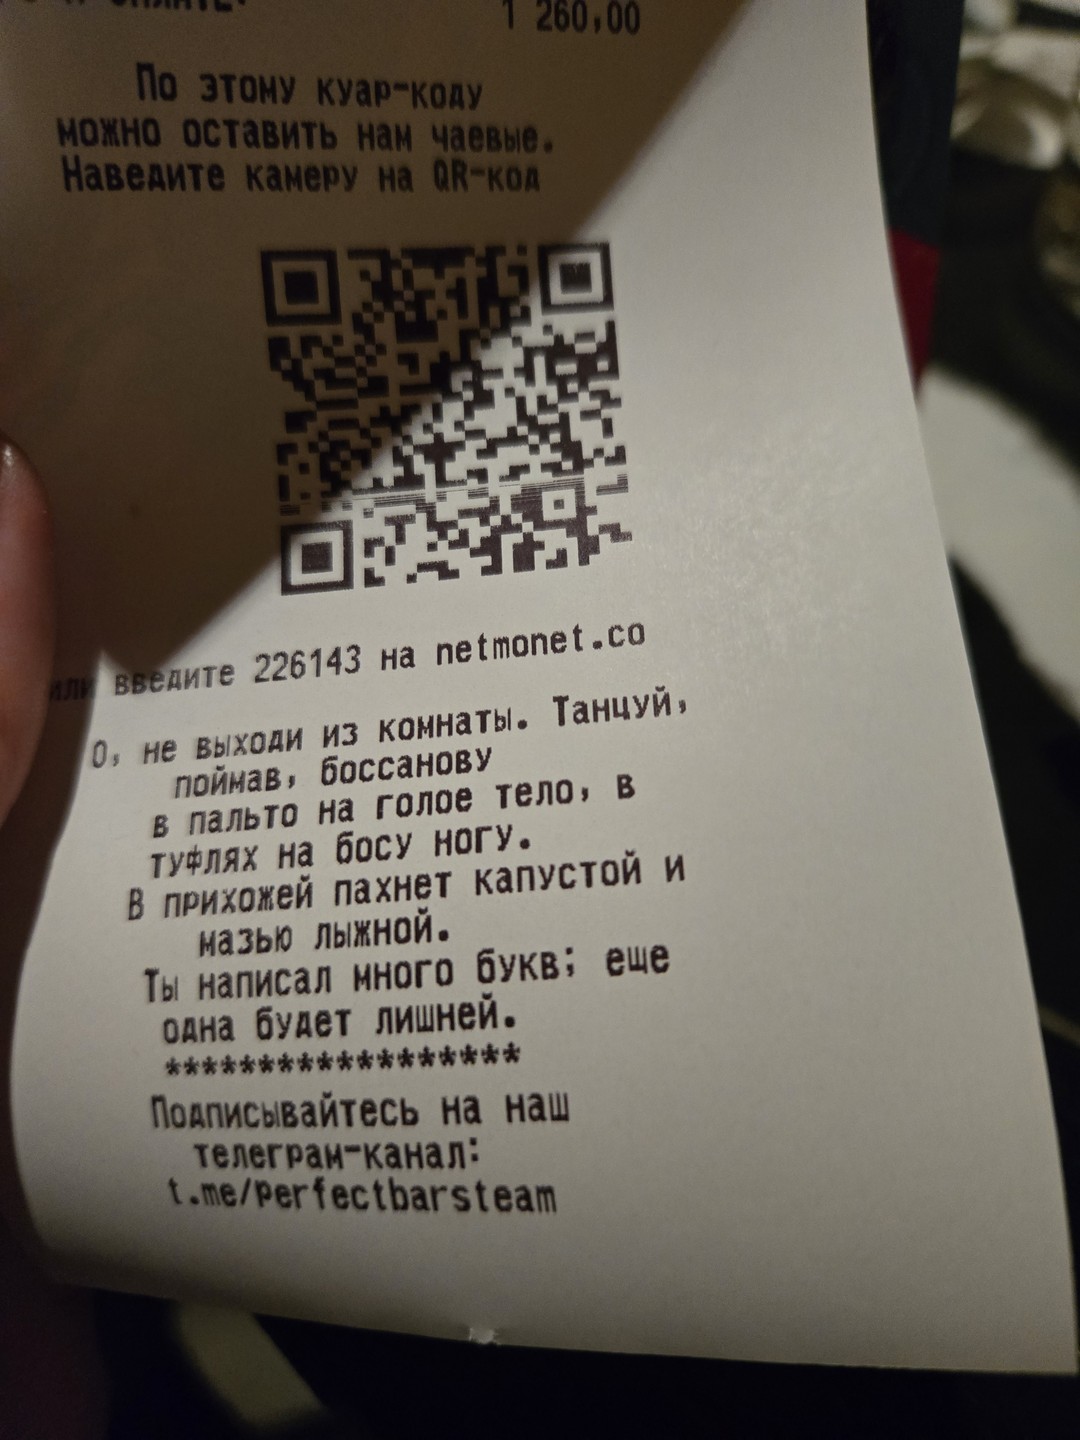 1 260,00
По этому куар-коду
можно оставить нам чаевые.
Наведите камеру на QR-код
или введите 226143 на netmonet.co
О, не выходи из комнаты. Танцуй,
поймав, боссанову
в пальто на голое тело, в
туфлях на босу ногу.
В прихожей пахнет капустой и
мазью лыжной.
Ты написал много букв; еще
одна будет лишней.
*******************
Подписывайтесь на наш
телеграм-канал:
t.me/perfectbarsteam